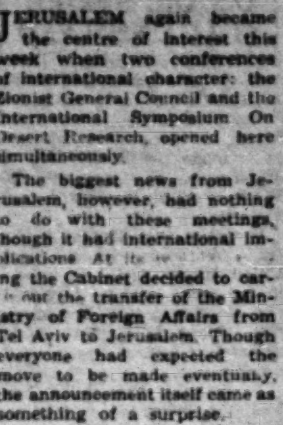 JERUSALEM again became
the centre of interest this
week when two conferences
of international character: the
Zionist General Council and the
International Symposium On
Desert Research, opened here
simultaneously.
The biggest news from Je-
rusalem, however, had nothing
to do with these meetings,
though it had international im-
plications At its
ing the Cabinet decided to car-
out the transfer of the Min-
istry of Foreign Affairs from
Tel Aviv to Jerusalem. Though
everyone had expected the
move to be made eventually,
the announcement itself came as
something of a surprise.